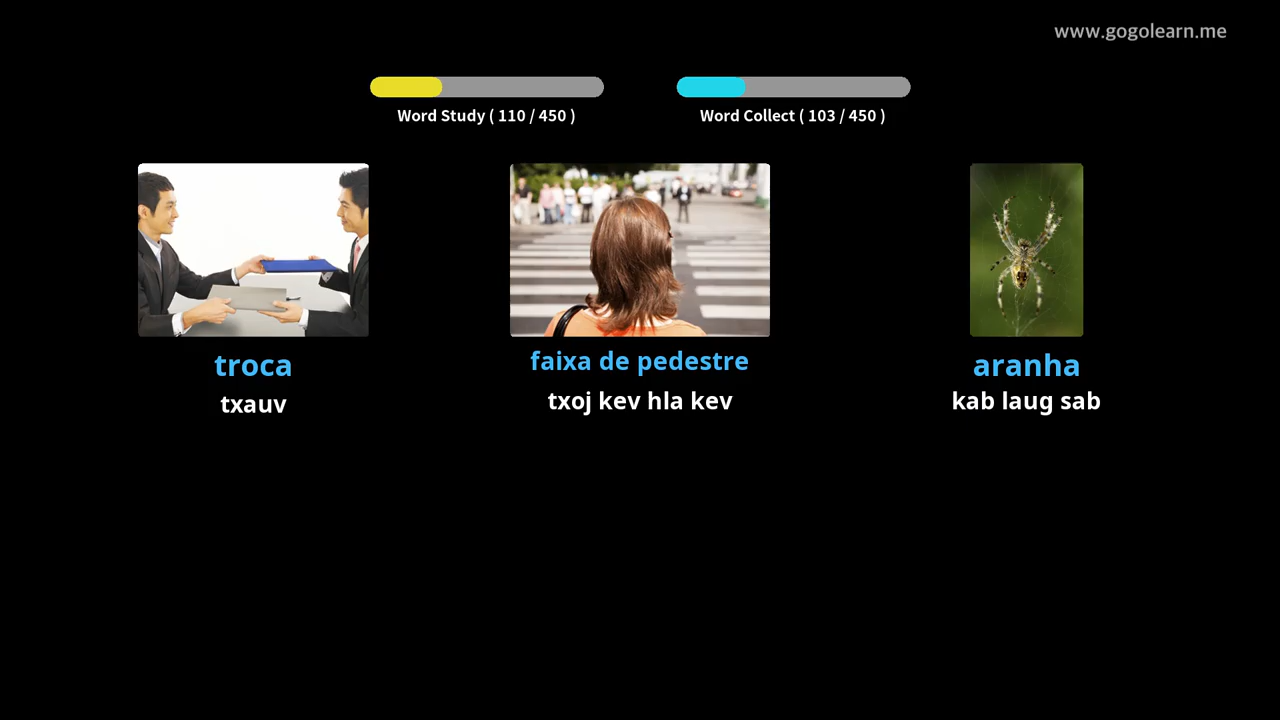 www.gogolearn.me
Word Study ( 110 / 450 )
Word Collect ( 103 / 450 )
troca
txauv
faixa de pedestre
txoj kev hla kev
aranha
kab laug sab